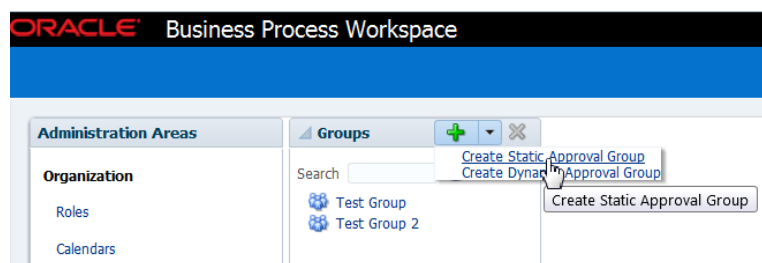 ORACLE Business Process Workspace
Administration Areas
Organization
Roles
Calendars
Groups
Create Static Approval Group
Create Dynamic Approval Group
Search
Test Group
Test Group 2
Create Static Approval Group